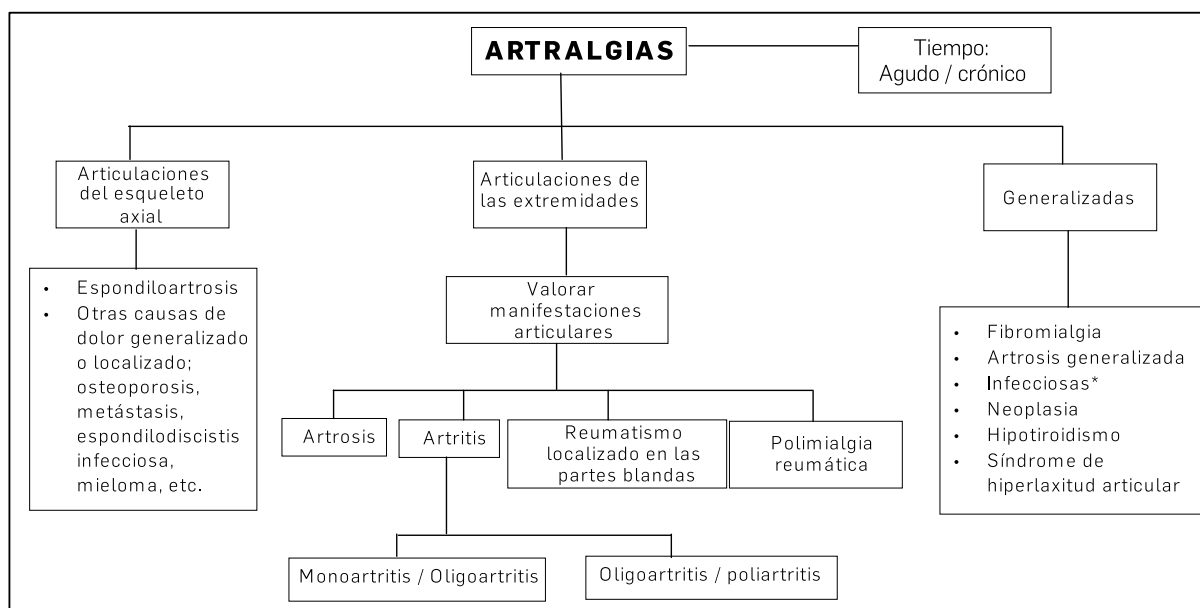 ARTRALGIAS
Tiempo:
Agudo / crónico
Articulaciones
del esqueleto
axial
Articulaciones de
las extremidades
Generalizadas
• Espondiloartrosis
• Otras causas de
dolor generalizado
o localizado;
osteoporosis,
metástasis,
espondilodiscistis
infecciosa,
mieloma, etc.
Valorar
manifestaciones
articulares
• Fibromialgia
• Artrosis generalizada
• Infecciosas*
• Neoplasia
• Hipotiroidismo
• Síndrome de
hiperlaxitud articular
Artrosis
Artritis
Reumatismo
localizado en las
partes blandas
Polimialgia
reumática
Monoartritis / Oligoartritis
Oligoartritis / poliartritis